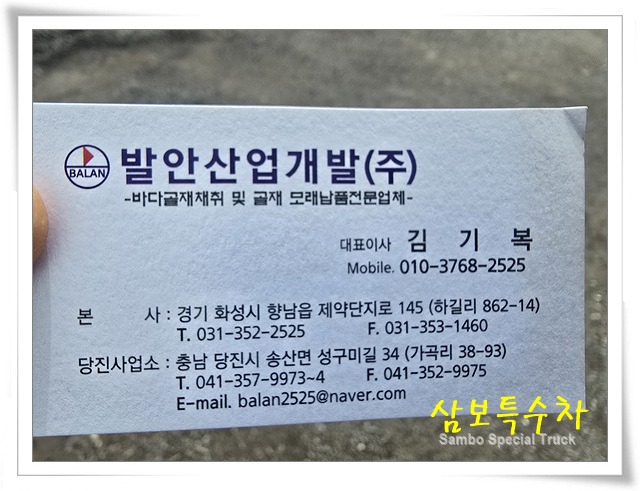 BALAN
발안산업개발(주)
-바다골재채취 및 골재 모래납품전문업체-
대표이사 김 기 복
Mobile. 010-3768-2525
본 사 : 경기 화성시 향남읍 제약단지로 145 (하길리 862-14)
T. 031-352-2525 F. 031-353-1460
당진사업소 : 충남 당진시 송산면 성구미길 34 (가곡리 38-93)
T. 041-357-9973~4 F. 041-352-9975
E-mail. balan2525@naver.com
삼보특수차
Sambo Special Truck